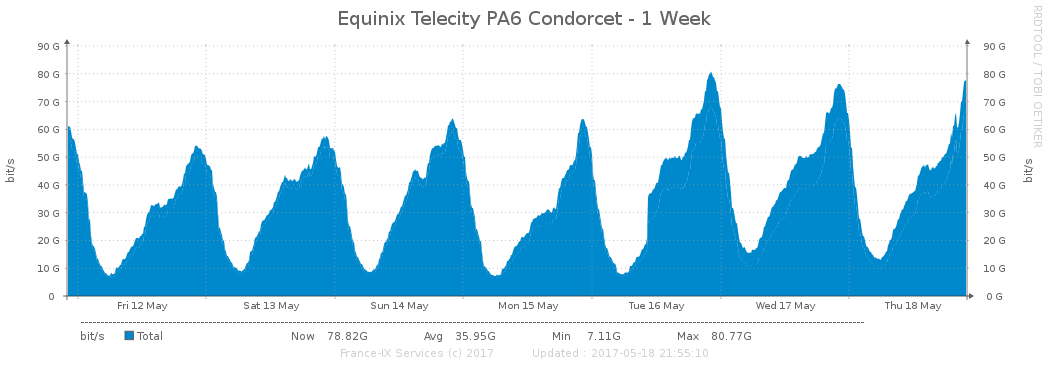 Equinix Telecity PA6 Condorcet - 1 Week
RRDTOOL / TOBI OETIKER
90 G 90 G
80 G 80 G
70 G 70 G
60 G 60 G
50 G 50 G
40 G 40 G
30 G 30 G
20 G 20 G
10 G 10 G
0 0 G
bit/s bit/s
Fri 12 May Sat 13 May Sun 14 May Mon 15 May Tue 16 May Wed 17 May Thu 18 May
bit/s Total Now 78.82G Avg 35.95G Min 7.11G Max 80.77G
France-IX Services (c) 2017 Updated : 2017-05-18 21:55:10